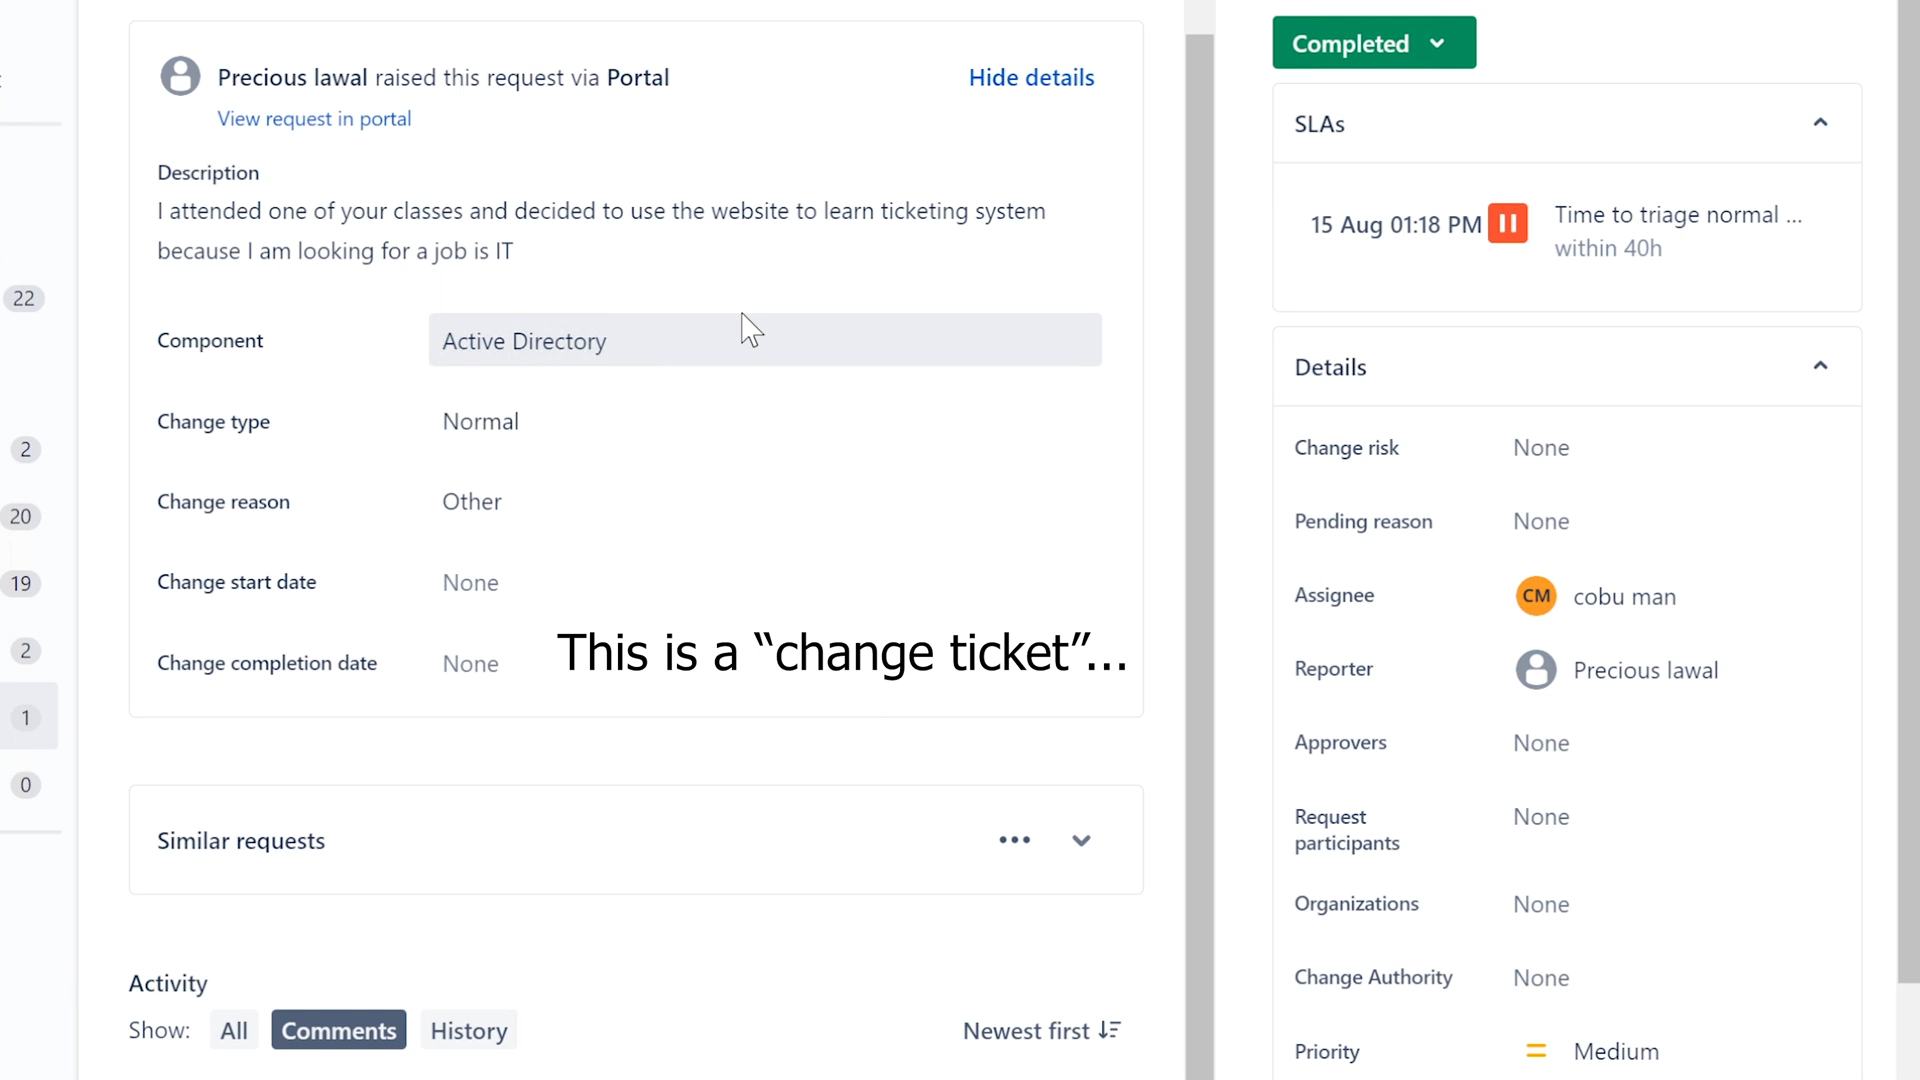 Precious lawal raised this request via Portal
Hide details
View request in portal
Description
I attended one of your classes and decided to use the website to learn ticketing system
because I am looking for a job is IT
Component
Active Directory
Change type
Normal
Change reason
Other
Change start date
None
Change completion date
None
This is a “change ticket”...
Similar requests
Activity
Show:
All
Comments
History
Newest first
22
2
20
19
2
1
0
Completed
SLAs
15 Aug 01:18 PM
Time to triage normal ...
within 40h
Details
Change risk
None
Pending reason
None
Assignee
CM
cobu man
Reporter
Precious lawal
Approvers
None
Request
participants
None
Organizations
None
Change Authority
None
Priority
Medium